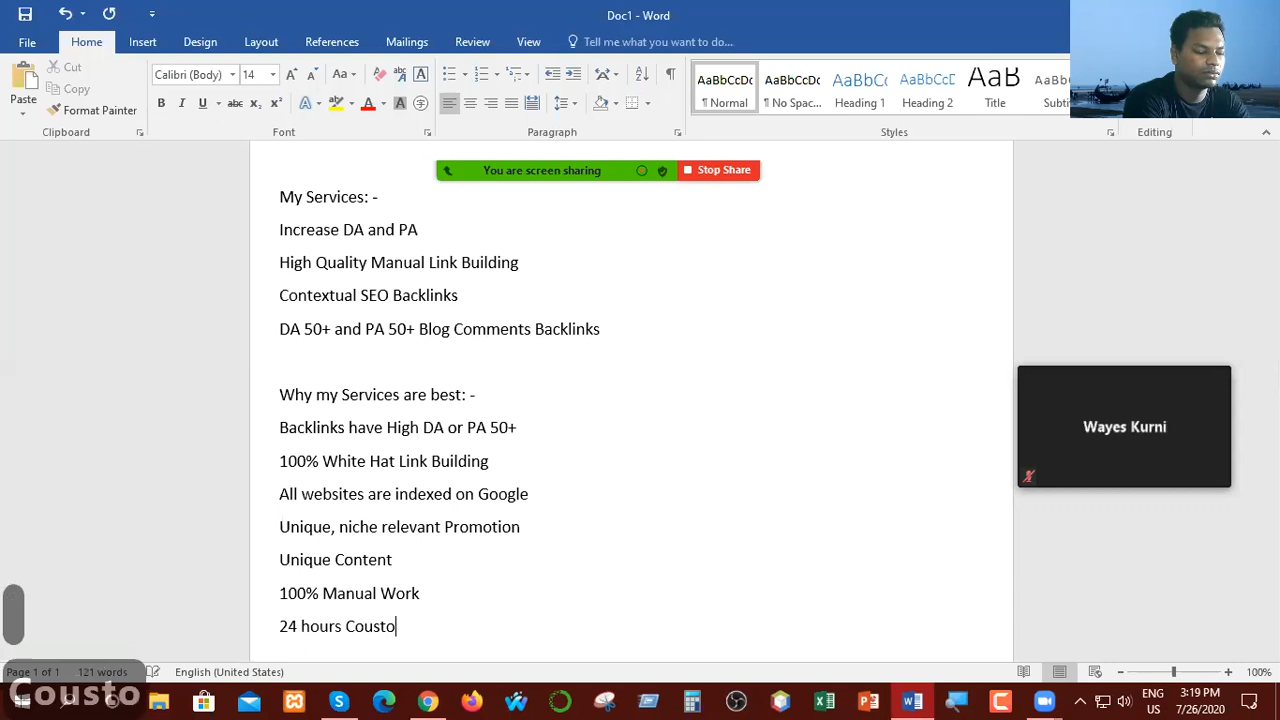 Doc1 - Word
File Home Insert Design Layout References Mailings Review View Tell me what you want to do...
Paste
Cut
Copy
Format Painter
Calibri (Body) 14
AaBbCcDc AaBbCcDc AaBbCc AaBbCcD AaB AaBbCc
¶ Normal ¶ No Spac... Heading 1 Heading 2 Title
Clipboard Font Paragraph Styles Editing
You are screen sharing Stop Share
My Services: -
Increase DA and PA
High Quality Manual Link Building
Contextual SEO Backlinks
DA 50+ and PA 50+ Blog Comments Backlinks
Why my Services are best: -
Backlinks have High DA or PA 50+
100% White Hat Link Building
All websites are indexed on Google
Unique, niche relevant Promotion
Unique Content
100% Manual Work
24 hours Cousto
Wayes Kurni
Page 1 of 1 121 words English (United States) 100%
Cousto
ENG
US
3:19 PM
7/26/2020